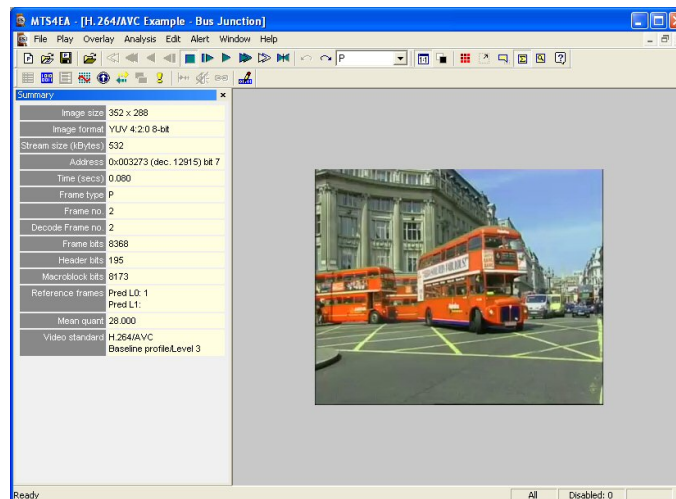 MTS4EA - [H.264/AVC Example - Bus Junction]
File Play Overlay Analysis Edit Alert Window Help
P
1:1
Summary
Image size 352 x 288
Image format YUV 4:2:0 8-bit
Stream size (kBytes) 532
Address 0x003273 (dec. 12915) bit 7
Time (secs) 0.080
Frame type P
Frame no. 2
Decode Frame no. 2
Frame bits 8368
Header bits 195
Macroblock bits 8173
Reference frames Pred L0: 1
Pred L1:
Mean quant 28.000
Video standard H.264/AVC
Baseline profile/Level 3
Ready
All Disabled: 0